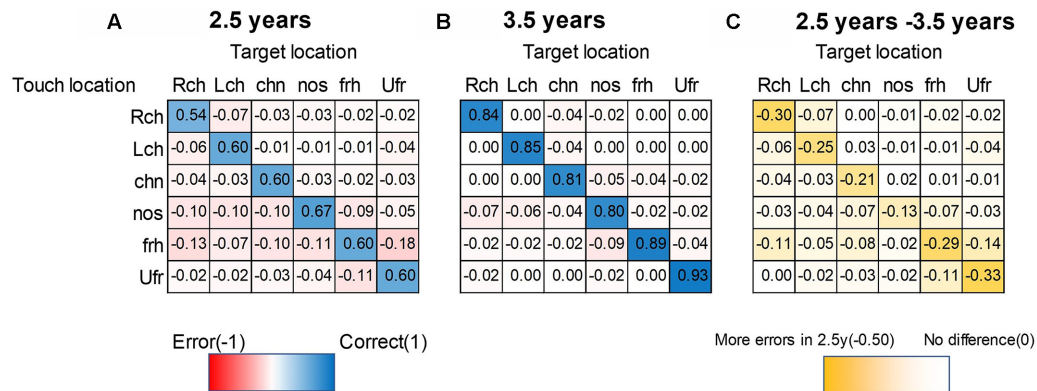 A 2.5 years B 3.5 years C 2.5 years -3.5 years
Target location Target location Target location
Touch location Rch Lch chn nos frh Ufr Rch Lch chn nos frh Ufr Rch Lch chn nos frh Ufr
Rch 0.54 -0.07 -0.03 -0.03 -0.02 -0.02 0.84 0.00 -0.04 -0.02 0.00 0.00 -0.30 -0.07 0.00 -0.01 -0.02 -0.02
Lch -0.06 0.60 -0.01 -0.01 -0.01 -0.04 0.00 0.85 -0.04 0.00 0.00 0.00 -0.06 -0.25 0.03 -0.01 -0.01 -0.04
chn -0.04 -0.03 0.60 -0.03 -0.02 -0.03 0.00 0.00 0.81 -0.05 -0.04 -0.02 -0.04 -0.03 -0.21 0.02 0.01 -0.01
nos -0.10 -0.10 -0.10 0.67 -0.09 -0.05 -0.07 -0.06 -0.04 0.80 -0.02 -0.02 -0.03 -0.04 -0.07 -0.13 -0.07 -0.03
frh -0.13 -0.07 -0.10 -0.11 0.60 -0.18 -0.02 -0.02 -0.02 -0.09 0.89 -0.04 -0.11 -0.05 -0.08 -0.02 -0.29 -0.14
Ufr -0.02 -0.02 -0.03 -0.04 -0.11 0.60 -0.02 0.00 0.00 -0.02 0.00 0.93 0.00 -0.02 -0.03 -0.02 -0.11 -0.33
Error(-1) Correct(1) More errors in 2.5y(-0.50) No difference(0)